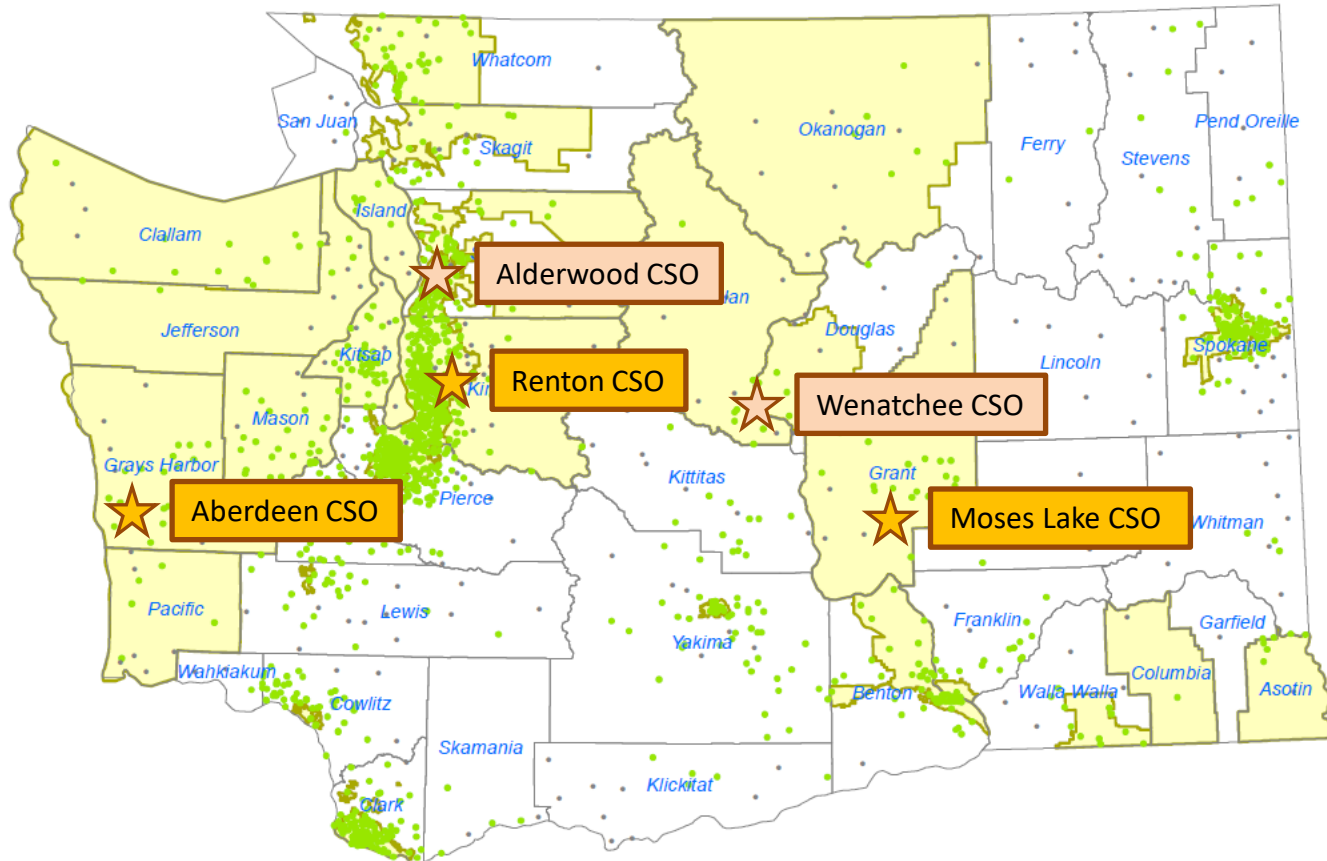 Whatcom
San Juan
Skagit
Okanogan
Ferry
Stevens
Pend Oreille
Island
Clallam
Alderwood CSO
Jefferson
Kitsap
Douglas
Lincoln
Spokane
Renton CSO
Wenatchee CSO
Mason
Grays Harbor
Kittitas
Grant
Aberdeen CSO
Pierce
Moses Lake CSO
Whitman
Pacific
Lewis
Yakima
Franklin
Garfield
Wahkiakum
Cowlitz
Benton
Walla Walla
Columbia
Asotin
Skamania
Klickitat
Clark